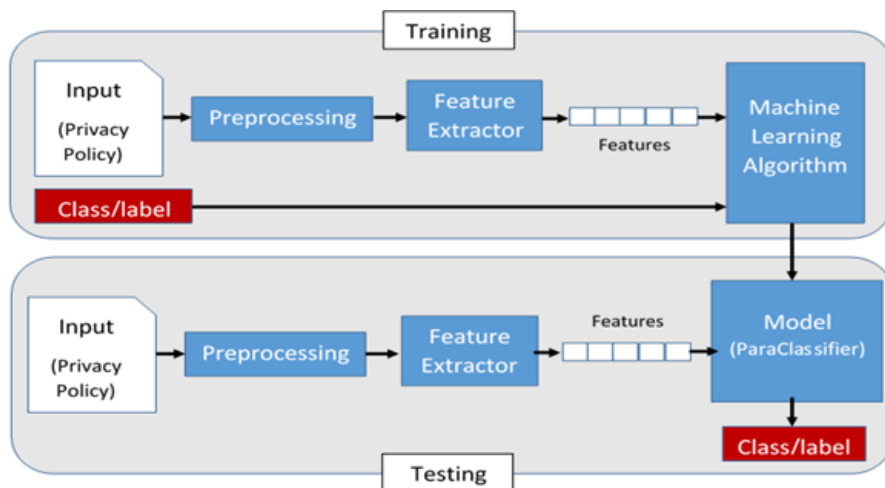 Training
Input
(Privacy
Policy)
Preprocessing
Feature
Extractor
Features
Machine
Learning
Algorithm
Class/label
Input
(Privacy
Policy)
Preprocessing
Feature
Extractor
Features
Model
(ParaClassifier)
Class/label
Testing